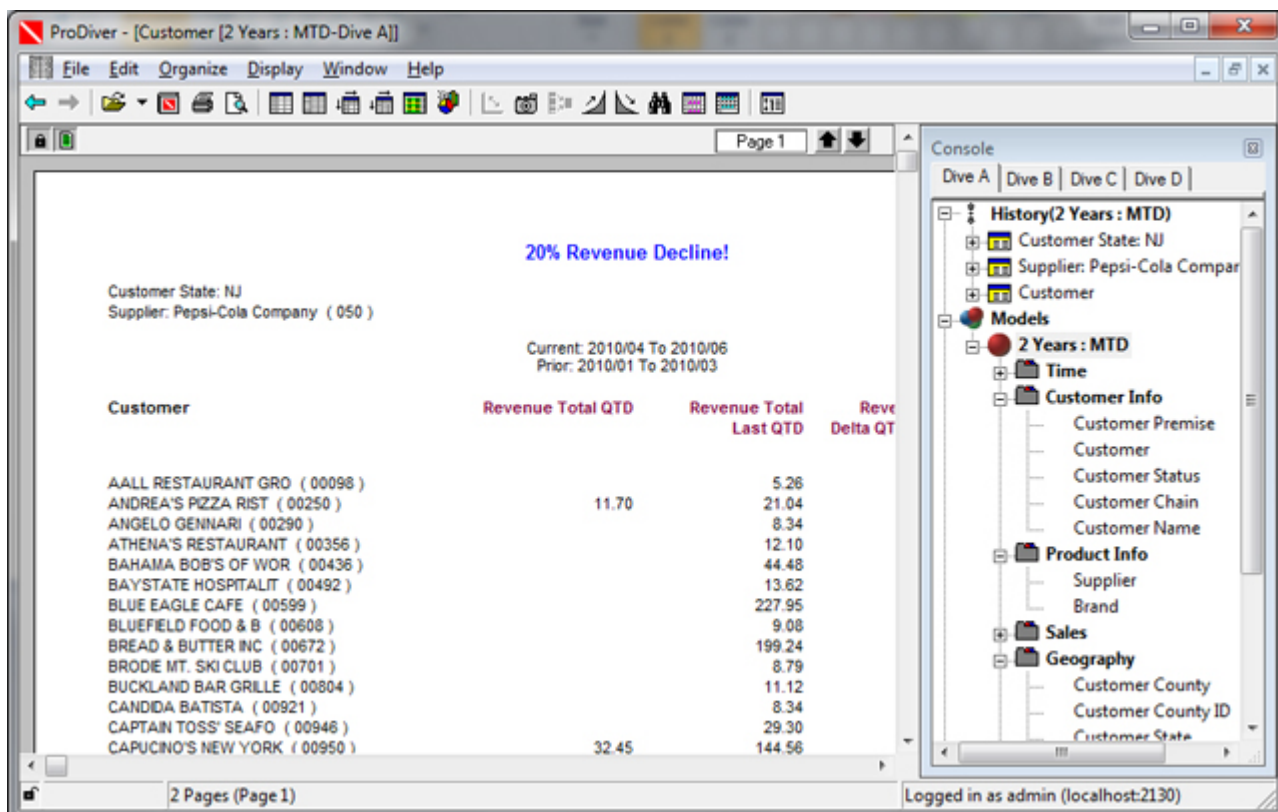 ProDiver - [Customer [2 Years : MTD-Dive A]]
File Edit Organize Display Window Help
Page 1
20% Revenue Decline!
Customer State: NJ
Supplier: Pepsi-Cola Company ( 050 )
Current: 2010/04 To 2010/06
Prior: 2010/01 To 2010/03
Customer Revenue Total QTD Revenue Total Reve
Last QTD Delta QT
AALL RESTAURANT GRO ( 00098 ) 5.26
ANDREA'S PIZZA RIST ( 00250 ) 11.70 21.04
ANGELO GENNARI ( 00290 ) 8.34
ATHENA'S RESTAURANT ( 00356 ) 12.10
BAHAMA BOB'S OF WOR ( 00436 ) 44.48
BAYSTATE HOSPITALIT ( 00492 ) 13.62
BLUE EAGLE CAFE ( 00599 ) 227.95
BLUEFIELD FOOD & B ( 00608 ) 9.08
BREAD & BUTTER INC ( 00672 ) 199.24
BRODIE MT. SKI CLUB ( 00701 ) 8.79
BUCKLAND BAR GRILLE ( 00804 ) 11.12
CANDIDA BATISTA ( 00921 ) 8.34
CAPTAIN TOSS' SEAFO ( 00946 ) 29.30
CAPUCINO'S NEW YORK ( 00950 ) 32.45 144.56
Console
Dive A Dive B Dive C Dive D
History(2 Years : MTD)
Customer State: NJ
Supplier: Pepsi-Cola Compar
Customer
Models
2 Years : MTD
Time
Customer Info
Customer Premise
Customer
Customer Status
Customer Chain
Customer Name
Product Info
Supplier
Brand
Sales
Geography
Customer County
Customer County ID
Customer State
2 Pages (Page 1)
Logged in as admin (localhost:2130)